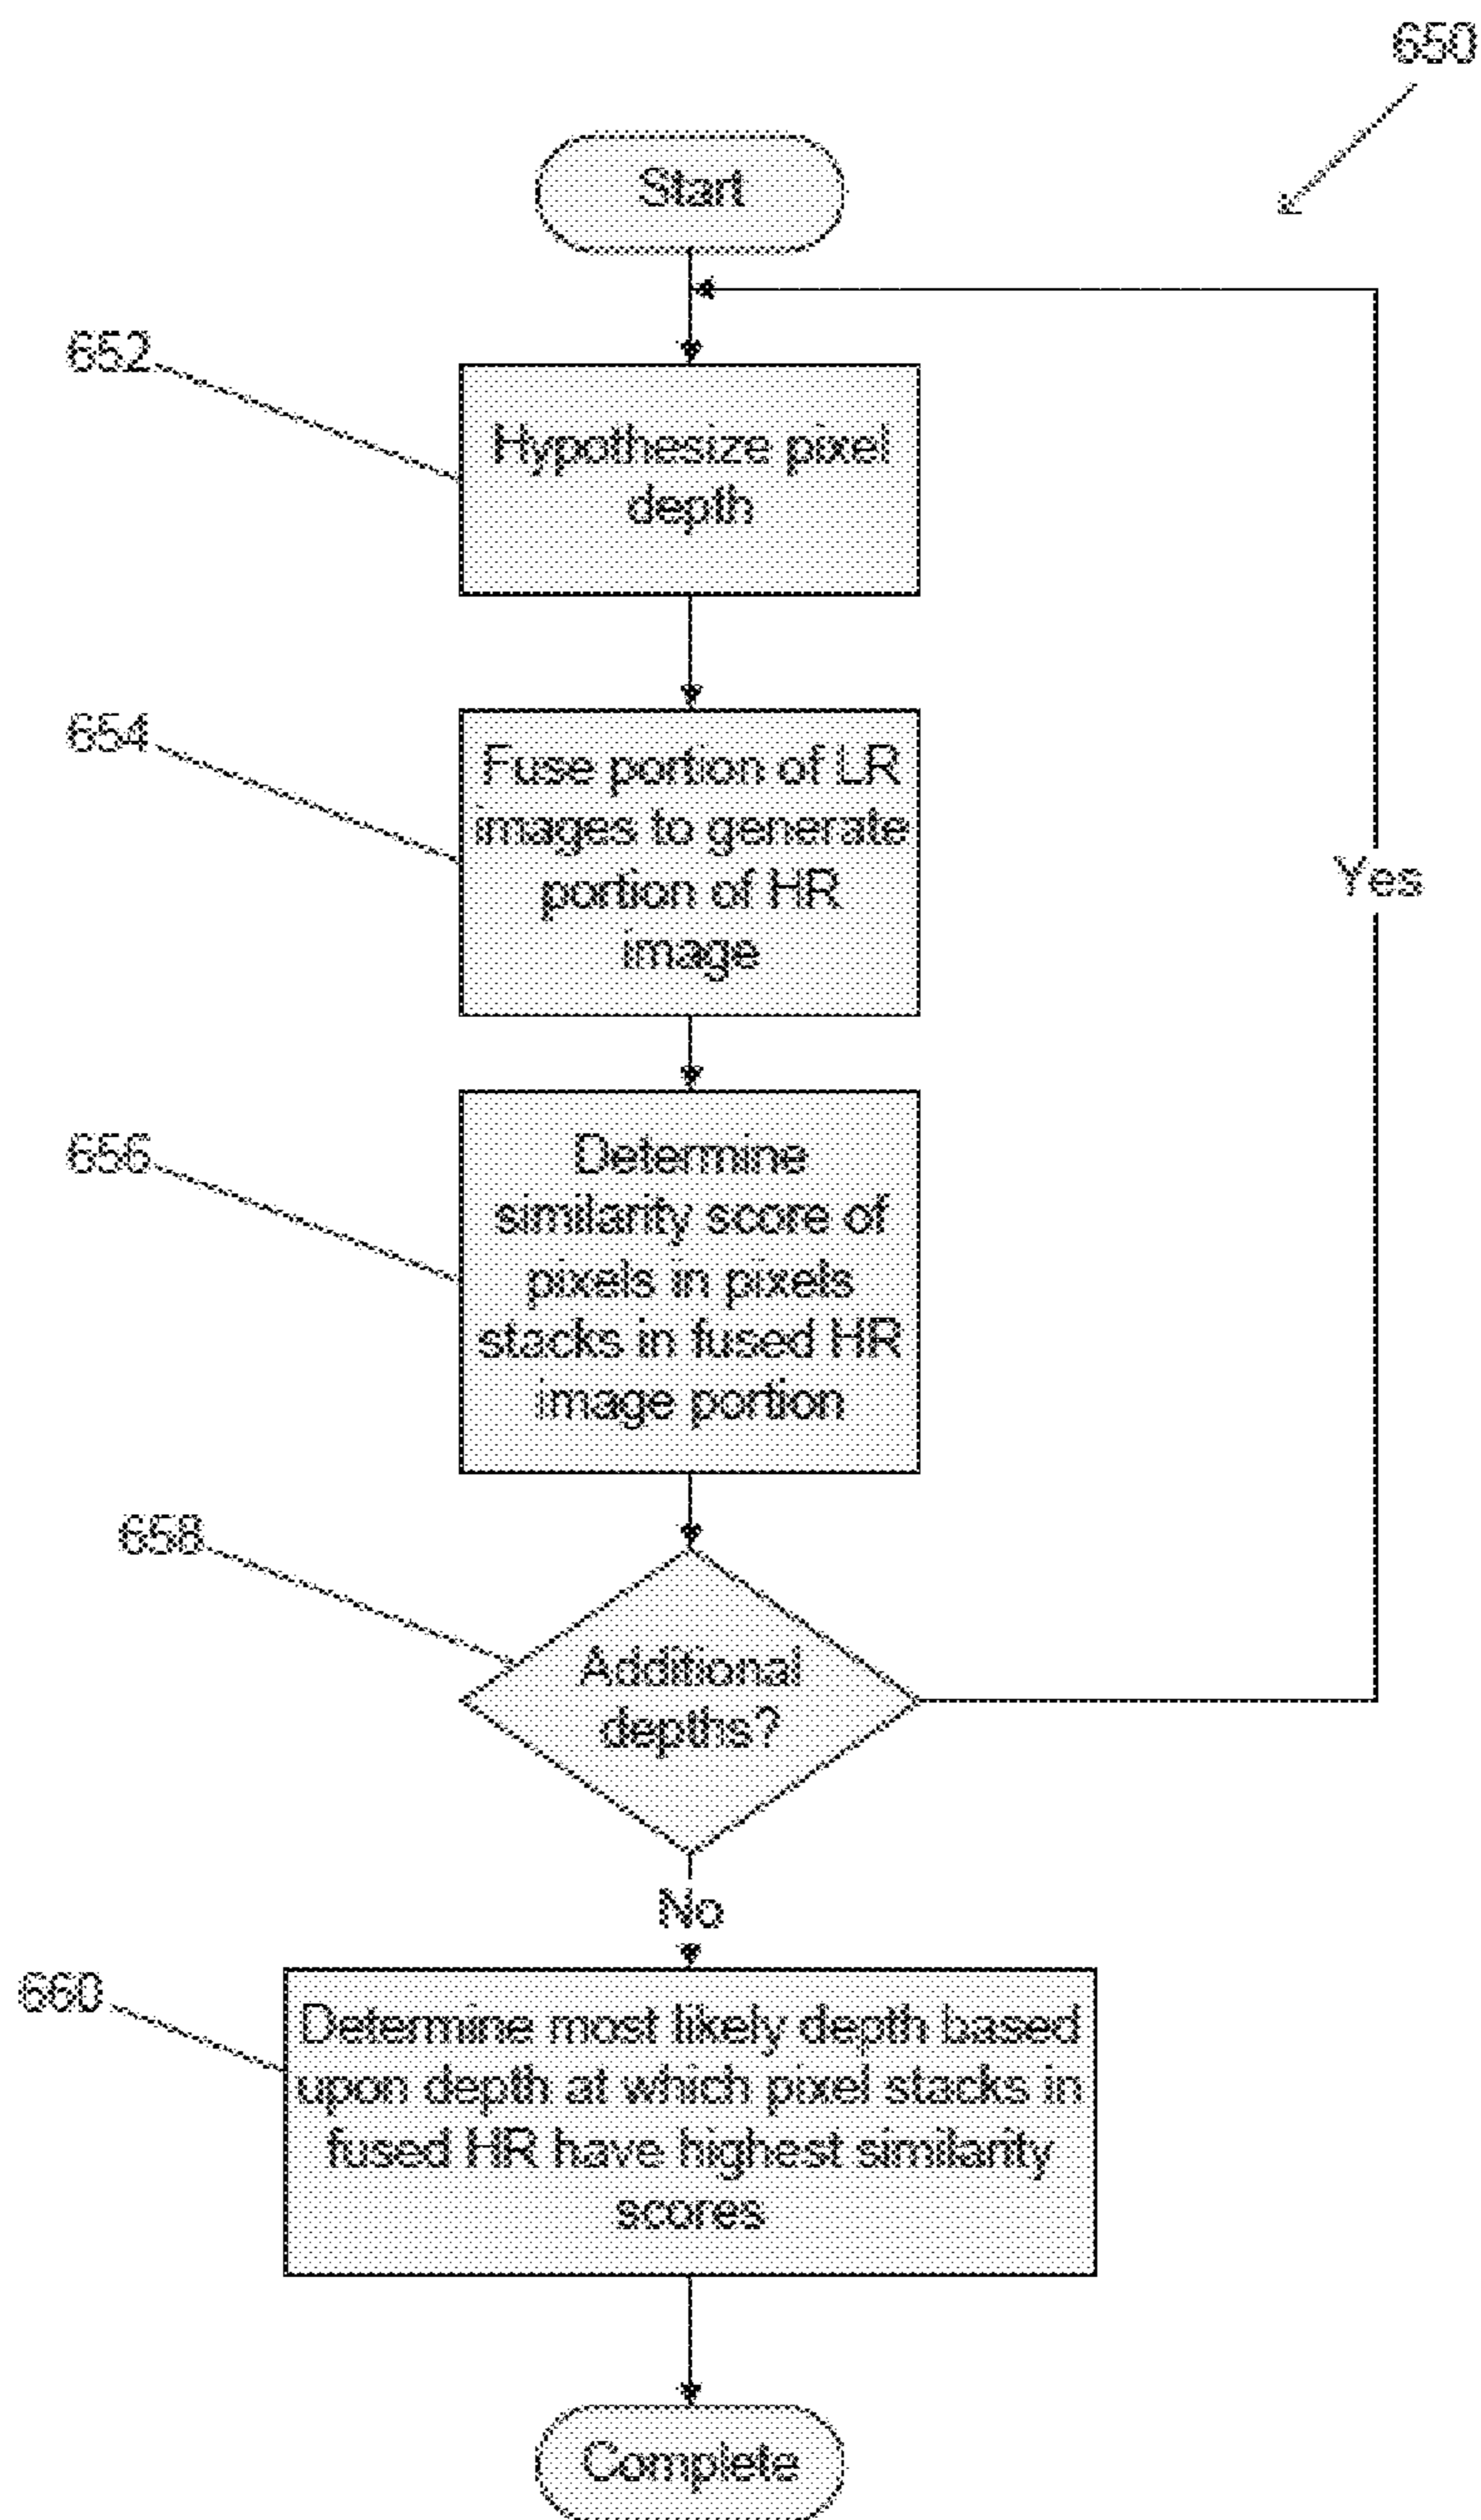 650
Start
652
Hypothesize pixel
depth
654
Fuse portion of LR
images to generate
portion of HR
image
Yes
656
Determine
similarity score of
pixels in pixels
stacks in fused HR
image portion
658
Additional
depths?
No
660
Determine most likely depth based
upon depth at which pixel stacks in
fused HR have highest similarity
scores
Complete